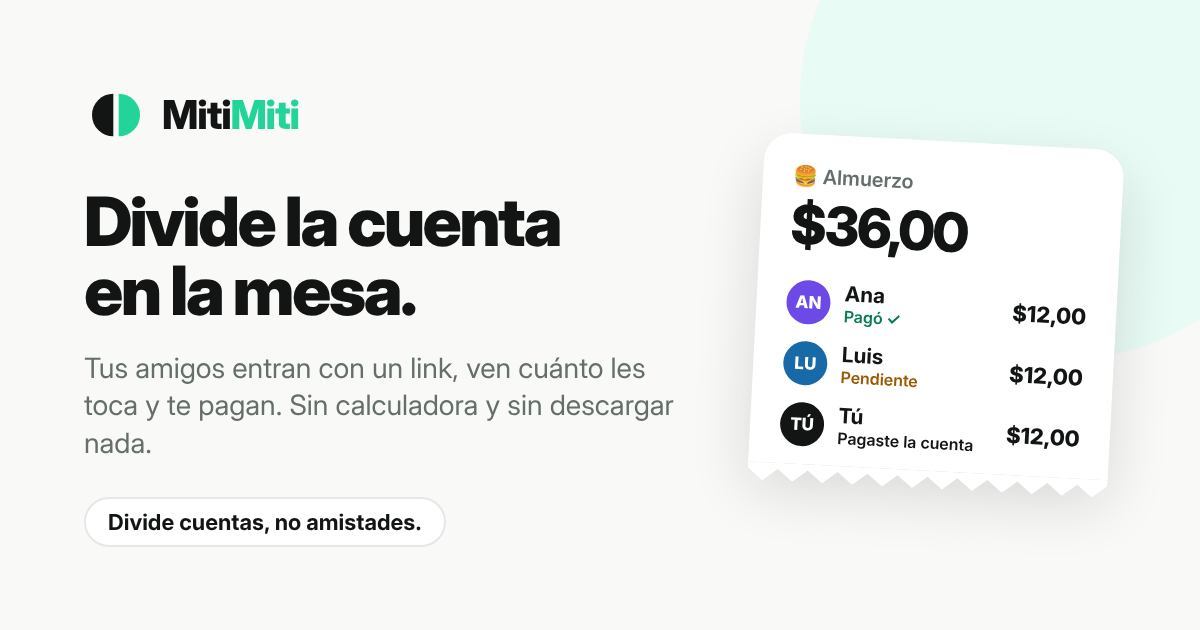 MitiMiti
Divide la cuenta
en la mesa.
Tus amigos entran con un link, ven cuánto les
toca y te pagan. Sin calculadora y sin descargar
nada.
Divide cuentas, no amistades.
🍔 Almuerzo
$36,00
AN Ana $12,00
Pagó ✓
LU Luis $12,00
Pendiente
TÚ Tú $12,00
Pagaste la cuenta